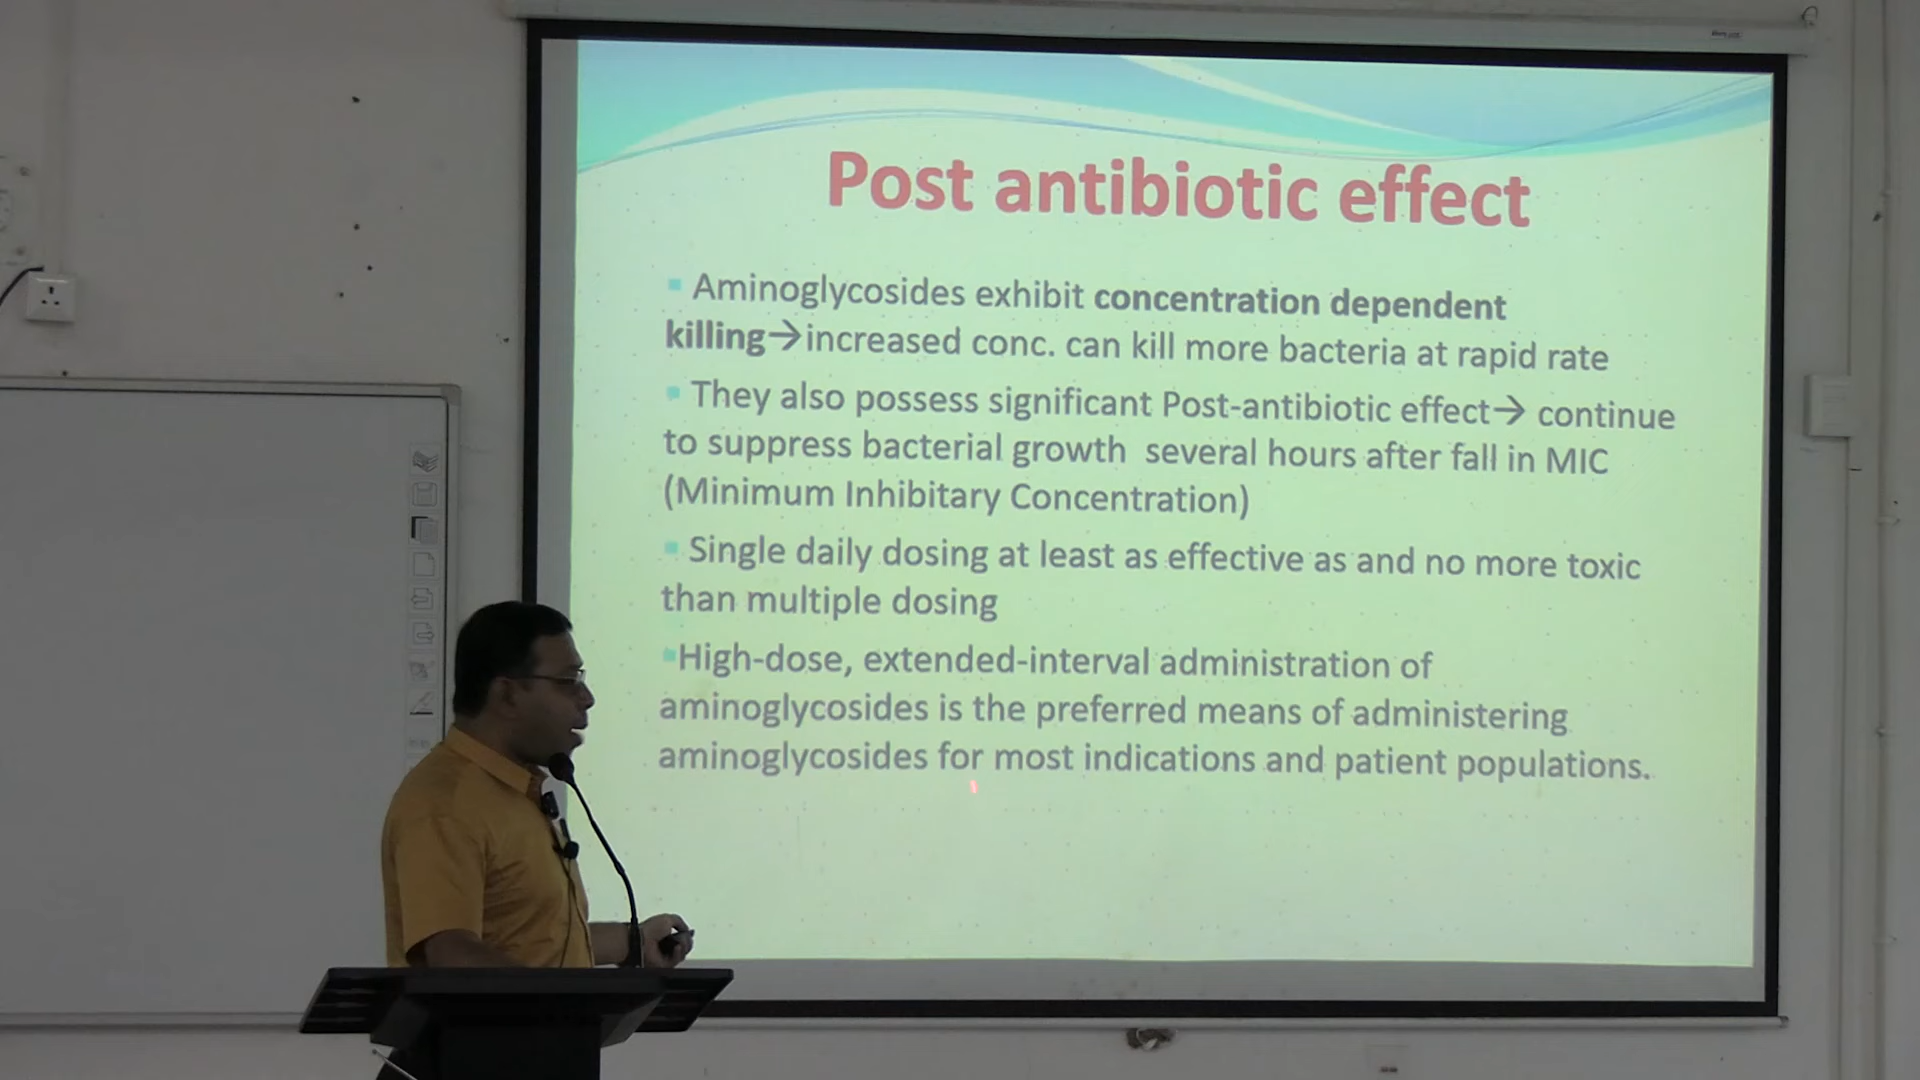 Post antibiotic effect
▪ Aminoglycosides exhibit concentration dependent
killing→increased conc. can kill more bacteria at rapid rate
▪ They also possess significant Post-antibiotic effect→ continue
to suppress bacterial growth several hours after fall in MIC
(Minimum Inhibitary Concentration)
▪ Single daily dosing at least as effective as and no more toxic
than multiple dosing
▪High-dose, extended-interval administration of
aminoglycosides is the preferred means of administering
aminoglycosides for most indications and patient populations.